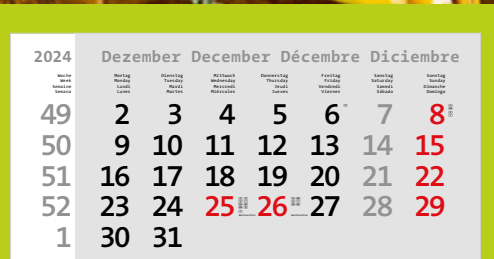 2024 Dezember December Décembre Diciembre
Woche Montag Dienstag Mittwoch Donnerstag Freitag Samstag Sonntag
Week Monday Tuesday Wednesday Thursday Friday Saturday Sunday
Semaine Lundi Mardi Mercredi Jeudi Vendredi Samedi Dimanche
Semana Lunes Martes Miércoles Jueves Viernes Sábado Domingo
49 2 3 4 5 6 7 8
50 9 10 11 12 13 14 15
51 16 17 18 19 20 21 22
52 23 24 25 26 27 28 29
1 30 31